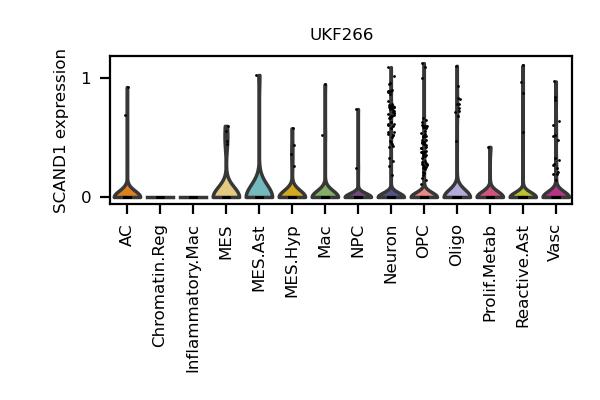 UKF266
SCAND1 expression
1
0
AC
Chromatin.Reg
Inflammatory.Mac
MES
MES.Ast
MES.Hyp
Mac
NPC
Neuron
OPC
Oligo
Prolif.Metab
Reactive.Ast
Vasc